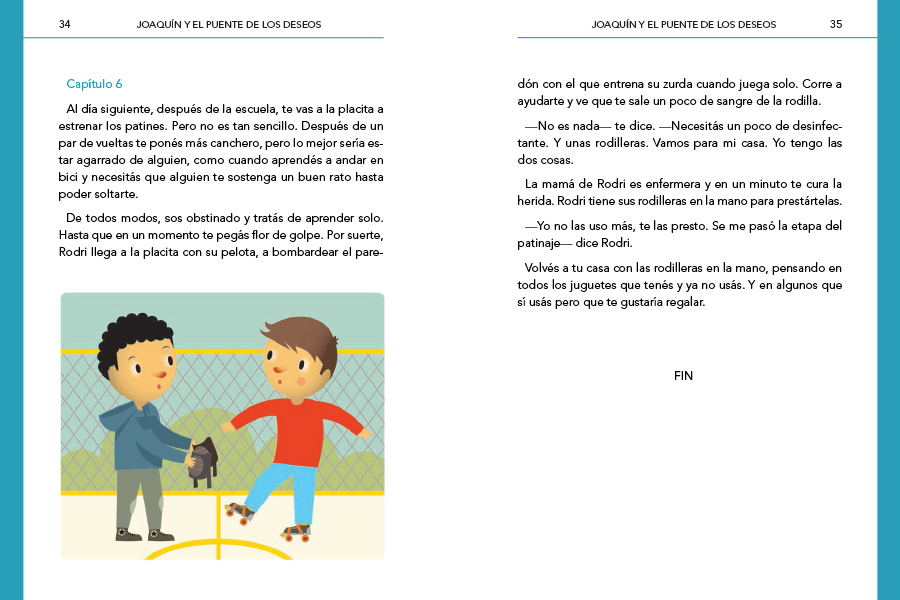 34
JOAQUÍN Y EL PUENTE DE LOS DESEOS
Capítulo 6
Al día siguiente, después de la escuela, te vas a la placita a
estrenar los patines. Pero no es tan sencillo. Después de un
par de vueltas te ponés más canchero, pero lo mejor sería es-
tar agarrado de alguien, como cuando aprendés a andar en
bici y necesitás que alguien te sostenga un buen rato hasta
poder soltarte.
De todos modos, sos obstinado y tratás de aprender solo.
Hasta que en un momento te pegás flor de golpe. Por suerte,
Rodri llega a la placita con su pelota, a bombardear el pare-
JOAQUÍN Y EL PUENTE DE LOS DESEOS
35
dón con el que entrena su zurda cuando juega solo. Corre a
ayudarte y ve que te sale un poco de sangre de la rodilla.
—No es nada— te dice. —Necesitás un poco de desinfec-
tante. Y unas rodilleras. Vamos para mi casa. Yo tengo las
dos cosas.
La mamá de Rodri es enfermera y en un minuto te cura la
herida. Rodri tiene sus rodilleras en la mano para prestártelas.
—Yo no las uso más, te las presto. Se me pasó la etapa del
patinaje— dice Rodri.
Volvés a tu casa con las rodilleras en la mano, pensando en
todos los juguetes que tenés y ya no usás. Y en algunos que
sí usás pero que te gustaría regalar.
FIN